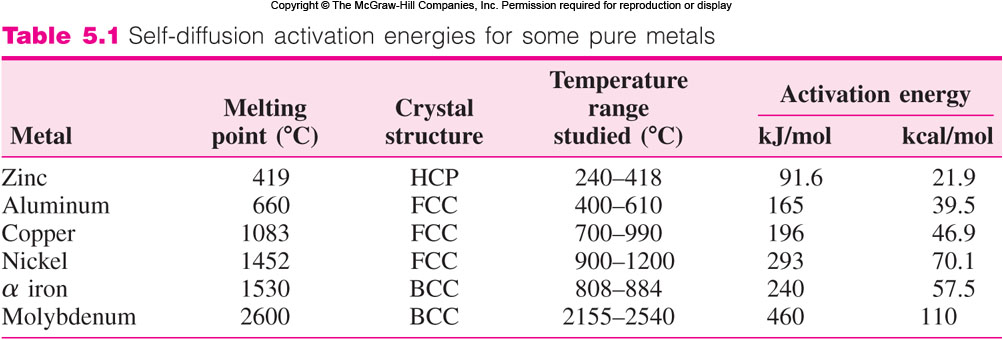 Copyright © The McGraw-Hill Companies, Inc. Permission required for reproduction or display
Table 5.1 Self-diffusion activation energies for some pure metals
Metal Melting point (°C) Crystal structure Temperature range studied (°C) Activation energy
kJ/mol kcal/mol
Zinc 419 HCP 240–418 91.6 21.9
Aluminum 660 FCC 400–610 165 39.5
Copper 1083 FCC 700–990 196 46.9
Nickel 1452 FCC 900–1200 293 70.1
α iron 1530 BCC 808–884 240 57.5
Molybdenum 2600 BCC 2155–2540 460 110